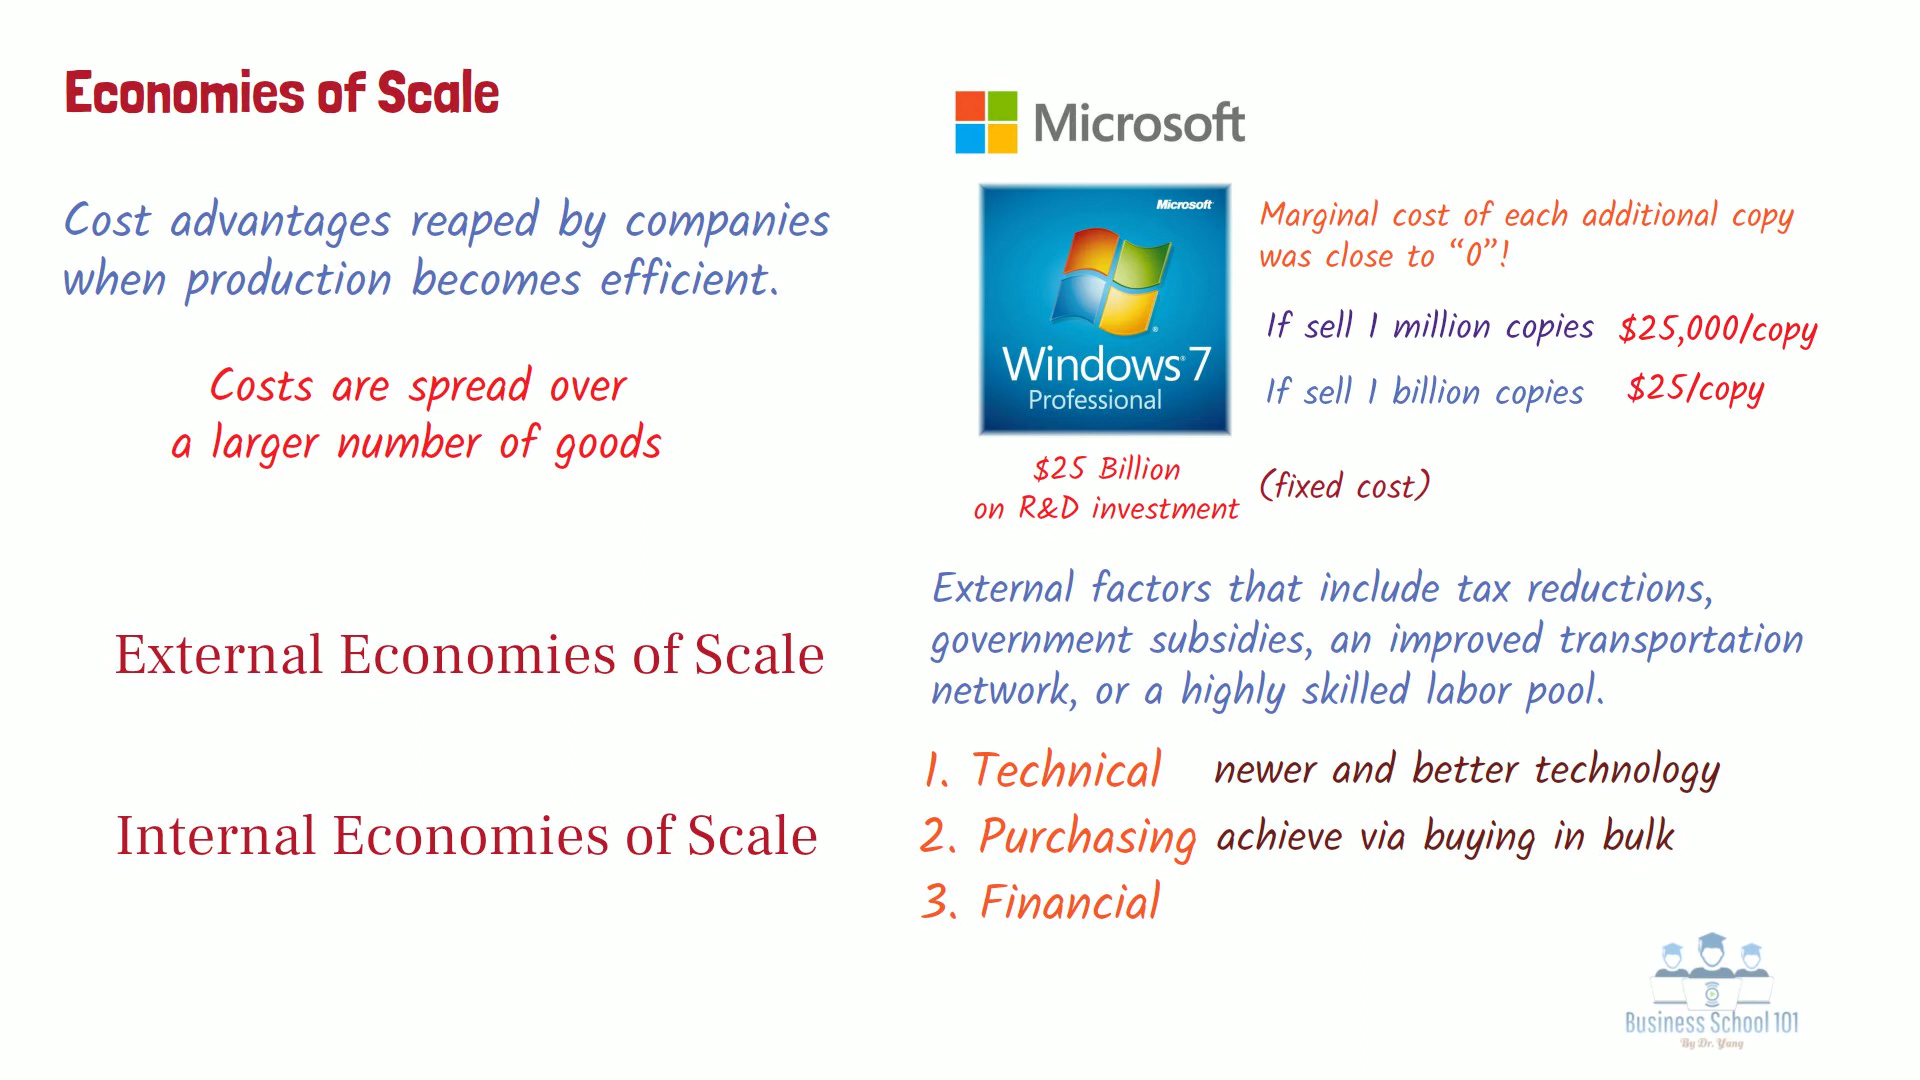 Economies of Scale
Cost advantages reaped by companies
when production becomes efficient.
Costs are spread over
a larger number of goods
Microsoft
Microsoft
Windows 7
Professional
$25 Billion
on R&D investment
(fixed cost)
Marginal cost of each additional copy
was close to “0”!
If sell 1 million copies $25,000/copy
If sell 1 billion copies $25/copy
External Economies of Scale
External factors that include tax reductions,
government subsidies, an improved transportation
network, or a highly skilled labor pool.
Internal Economies of Scale
1. Technical newer and better technology
2. Purchasing achieve via buying in bulk
3. Financial
Business School 101
By Dr. Yang